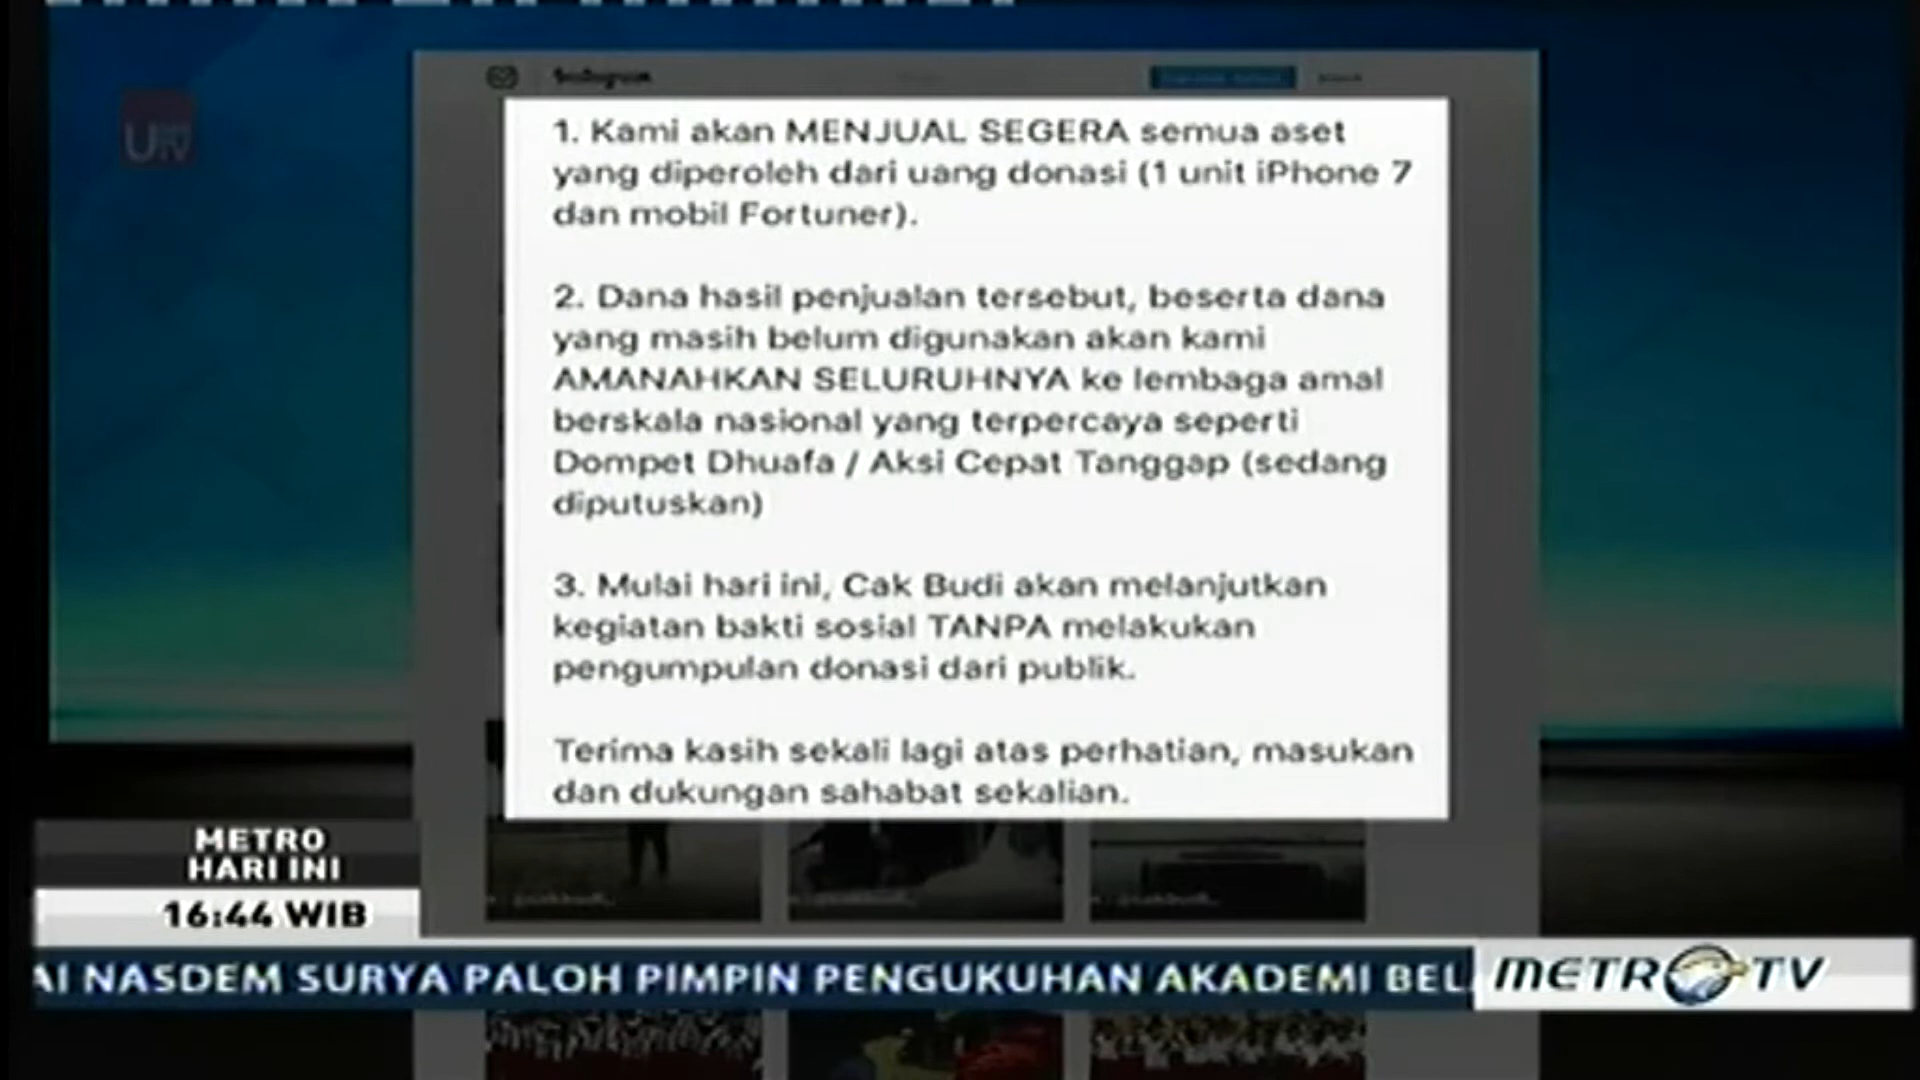 Instagram
U
TV
1. Kami akan MENJUAL SEGERA semua aset
yang diperoleh dari uang donasi (1 unit iPhone 7
dan mobil Fortuner).
2. Dana hasil penjualan tersebut, beserta dana
yang masih belum digunakan akan kami
AMANAHKAN SELURUHNYA ke lembaga amal
berskala nasional yang terpercaya seperti
Dompet Dhuafa / Aksi Cepat Tanggap (sedang
diputuskan)
3. Mulai hari ini, Cak Budi akan melanjutkan
kegiatan bakti sosial TANPA melakukan
pengumpulan donasi dari publik.
Terima kasih sekali lagi atas perhatian, masukan
dan dukungan sahabat sekalian.
METRO
HARI INI
16:44 WIB
AI NASDEM SURYA PALOH PIMPIN PENGUKUHAN AKADEMI BEL
METRO TV